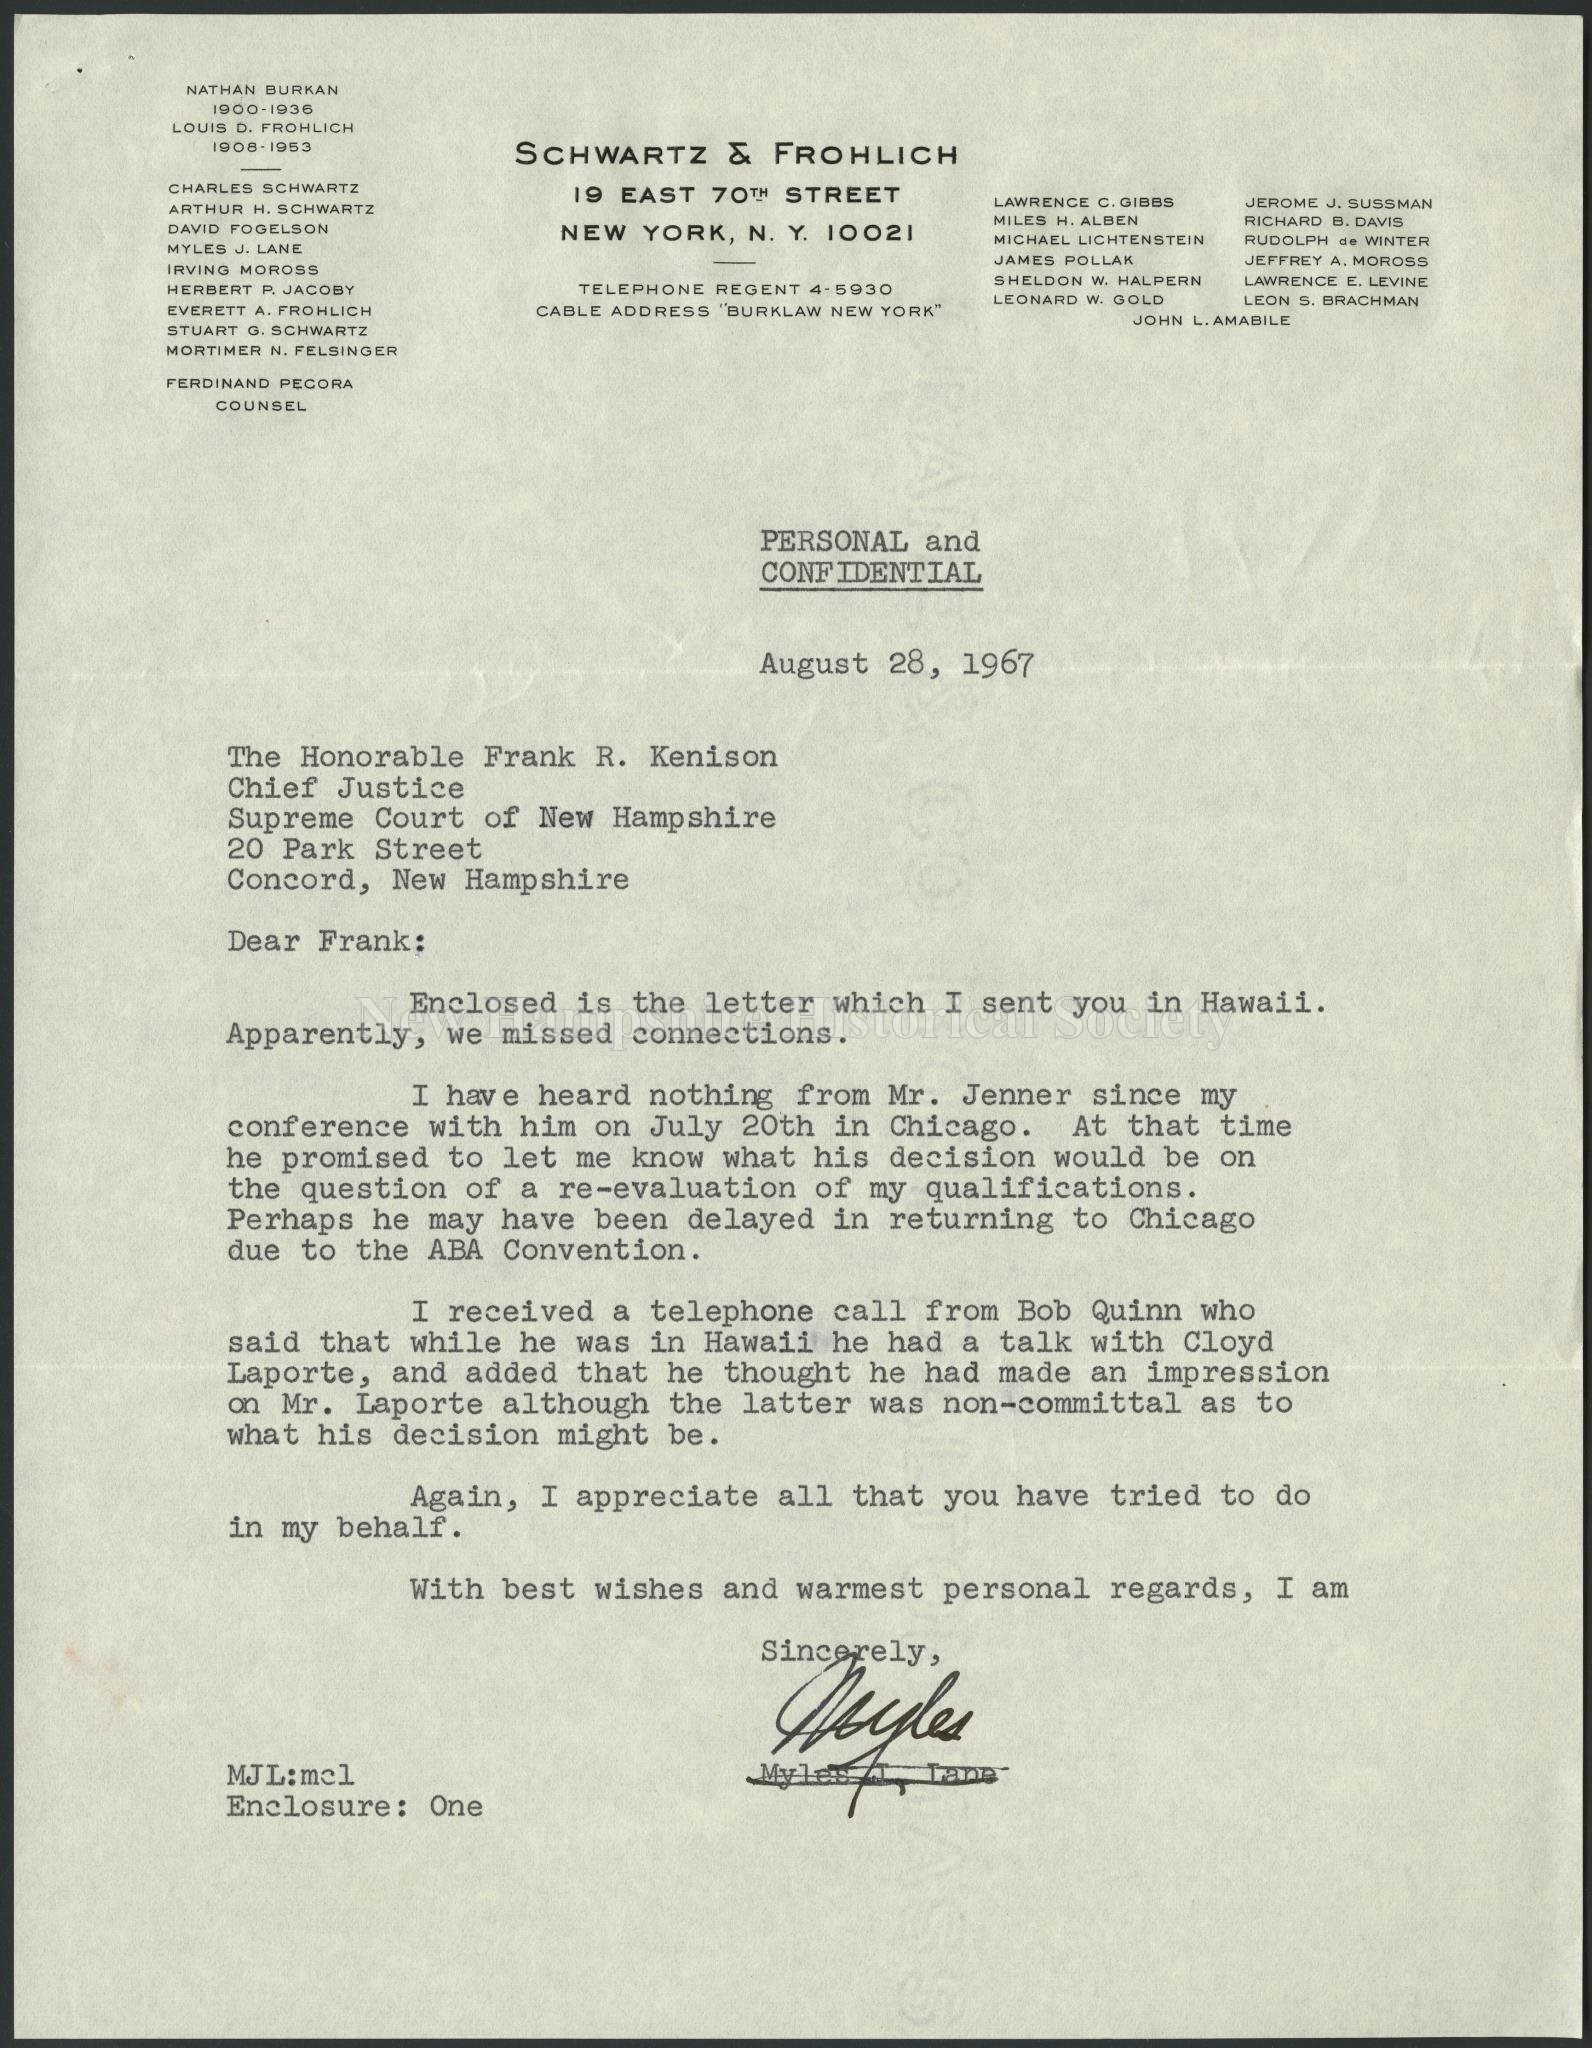 NATHAN BURKAN
1900-1936
LOUIS D. FROHLICH
1908-1953
CHARLES SCHWARTZ
ARTHUR H. SCHWARTZ
DAVID FOGELSON
MYLES J. LANE
IRVING MOROSS
HERBERT P. JACOBY
EVERETT A. FROHLICH
STUART G. SCHWARTZ
MORTIMER N. FELSINGER
FERDINAND PECORA
COUNSEL
SCHWARTZ & FROHLICH
19 EAST 70TH STREET
NEW YORK, N. Y. 10021
TELEPHONE REGENT 4-5930
CABLE ADDRESS "BURKLAW NEW YORK"
LAWRENCE C. GIBBS
MILES H. ALBEN
MICHAEL LICHTENSTEIN
JAMES POLLAK
SHELDON W. HALPERN
LEONARD W. GOLD
JEROME J. SUSSMAN
RICHARD B. DAVIS
RUDOLPH de WINTER
JEFFREY A. MOROSS
LAWRENCE E. LEVINE
LEON S. BRACHMAN
JOHN L. AMABILE
PERSONAL and
CONFIDENTIAL
August 28, 1967
The Honorable Frank R. Kenison
Chief Justice
Supreme Court of New Hampshire
20 Park Street
Concord, New Hampshire
Dear Frank:
Enclosed is the letter which I sent you in Hawaii.
Apparently, we missed connections.
New Hampshire Historical Society
I have heard nothing from Mr. Jenner since my
conference with him on July 20th in Chicago. At that time
he promised to let me know what his decision would be on
the question of a re-evaluation of my qualifications.
Perhaps he may have been delayed in returning to Chicago
due to the ABA Convention.
I received a telephone call from Bob Quinn who
said that while he was in Hawaii he had a talk with Cloyd
Laporte, and added that he thought he had made an impression
on Mr. Laporte although the latter was non-committal as to
what his decision might be.
Again, I appreciate all that you have tried to do
in my behalf.
With best wishes and warmest personal regards, I am
Sincerely,
Myles
Myles J. Lane
MJL:mcl
Enclosure: One